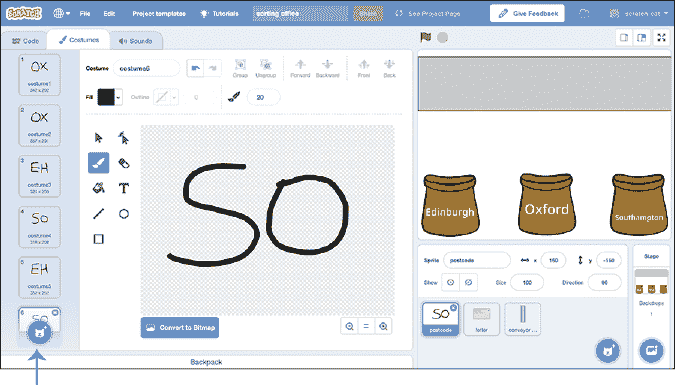 SCRATCH File Edit Project templates Tutorials sorting office Share See Project Page Give Feedback scratch-cat
Code Costumes Sounds
Costume costume6 Group Ungroup Forward Backward Front Back
Fill Outline 0 20
1
OX
costume1
2
OX
costume2
3
EH
costume3
4
SO
costume4
5
EH
costume5
6
SO
SO
Convert to Bitmap
Backpack
Edinburgh
Oxford
Southampton
Sprite postcode x 160 y -150
Show Size 100 Direction 90
SO
postcode
letter
conveyor ...
Stage
Backdrops
1